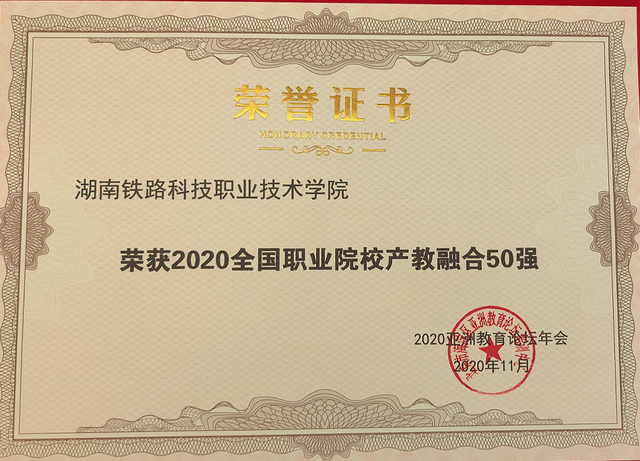 荣誉证书
HONORARY CREDENTIAL
湖南铁路科技职业技术学院
荣获2020全国职业院校产教融合50强
2020亚洲教育论坛年会
2020年11月